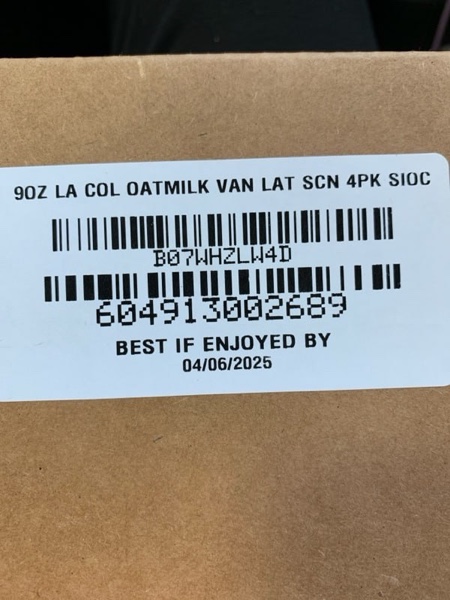 9OZ LA COL OATMILK VAN LAT SCN 4PK SIOC
B07WHZLW4D
604913002689
BEST IF ENJOYED BY
04/06/2025